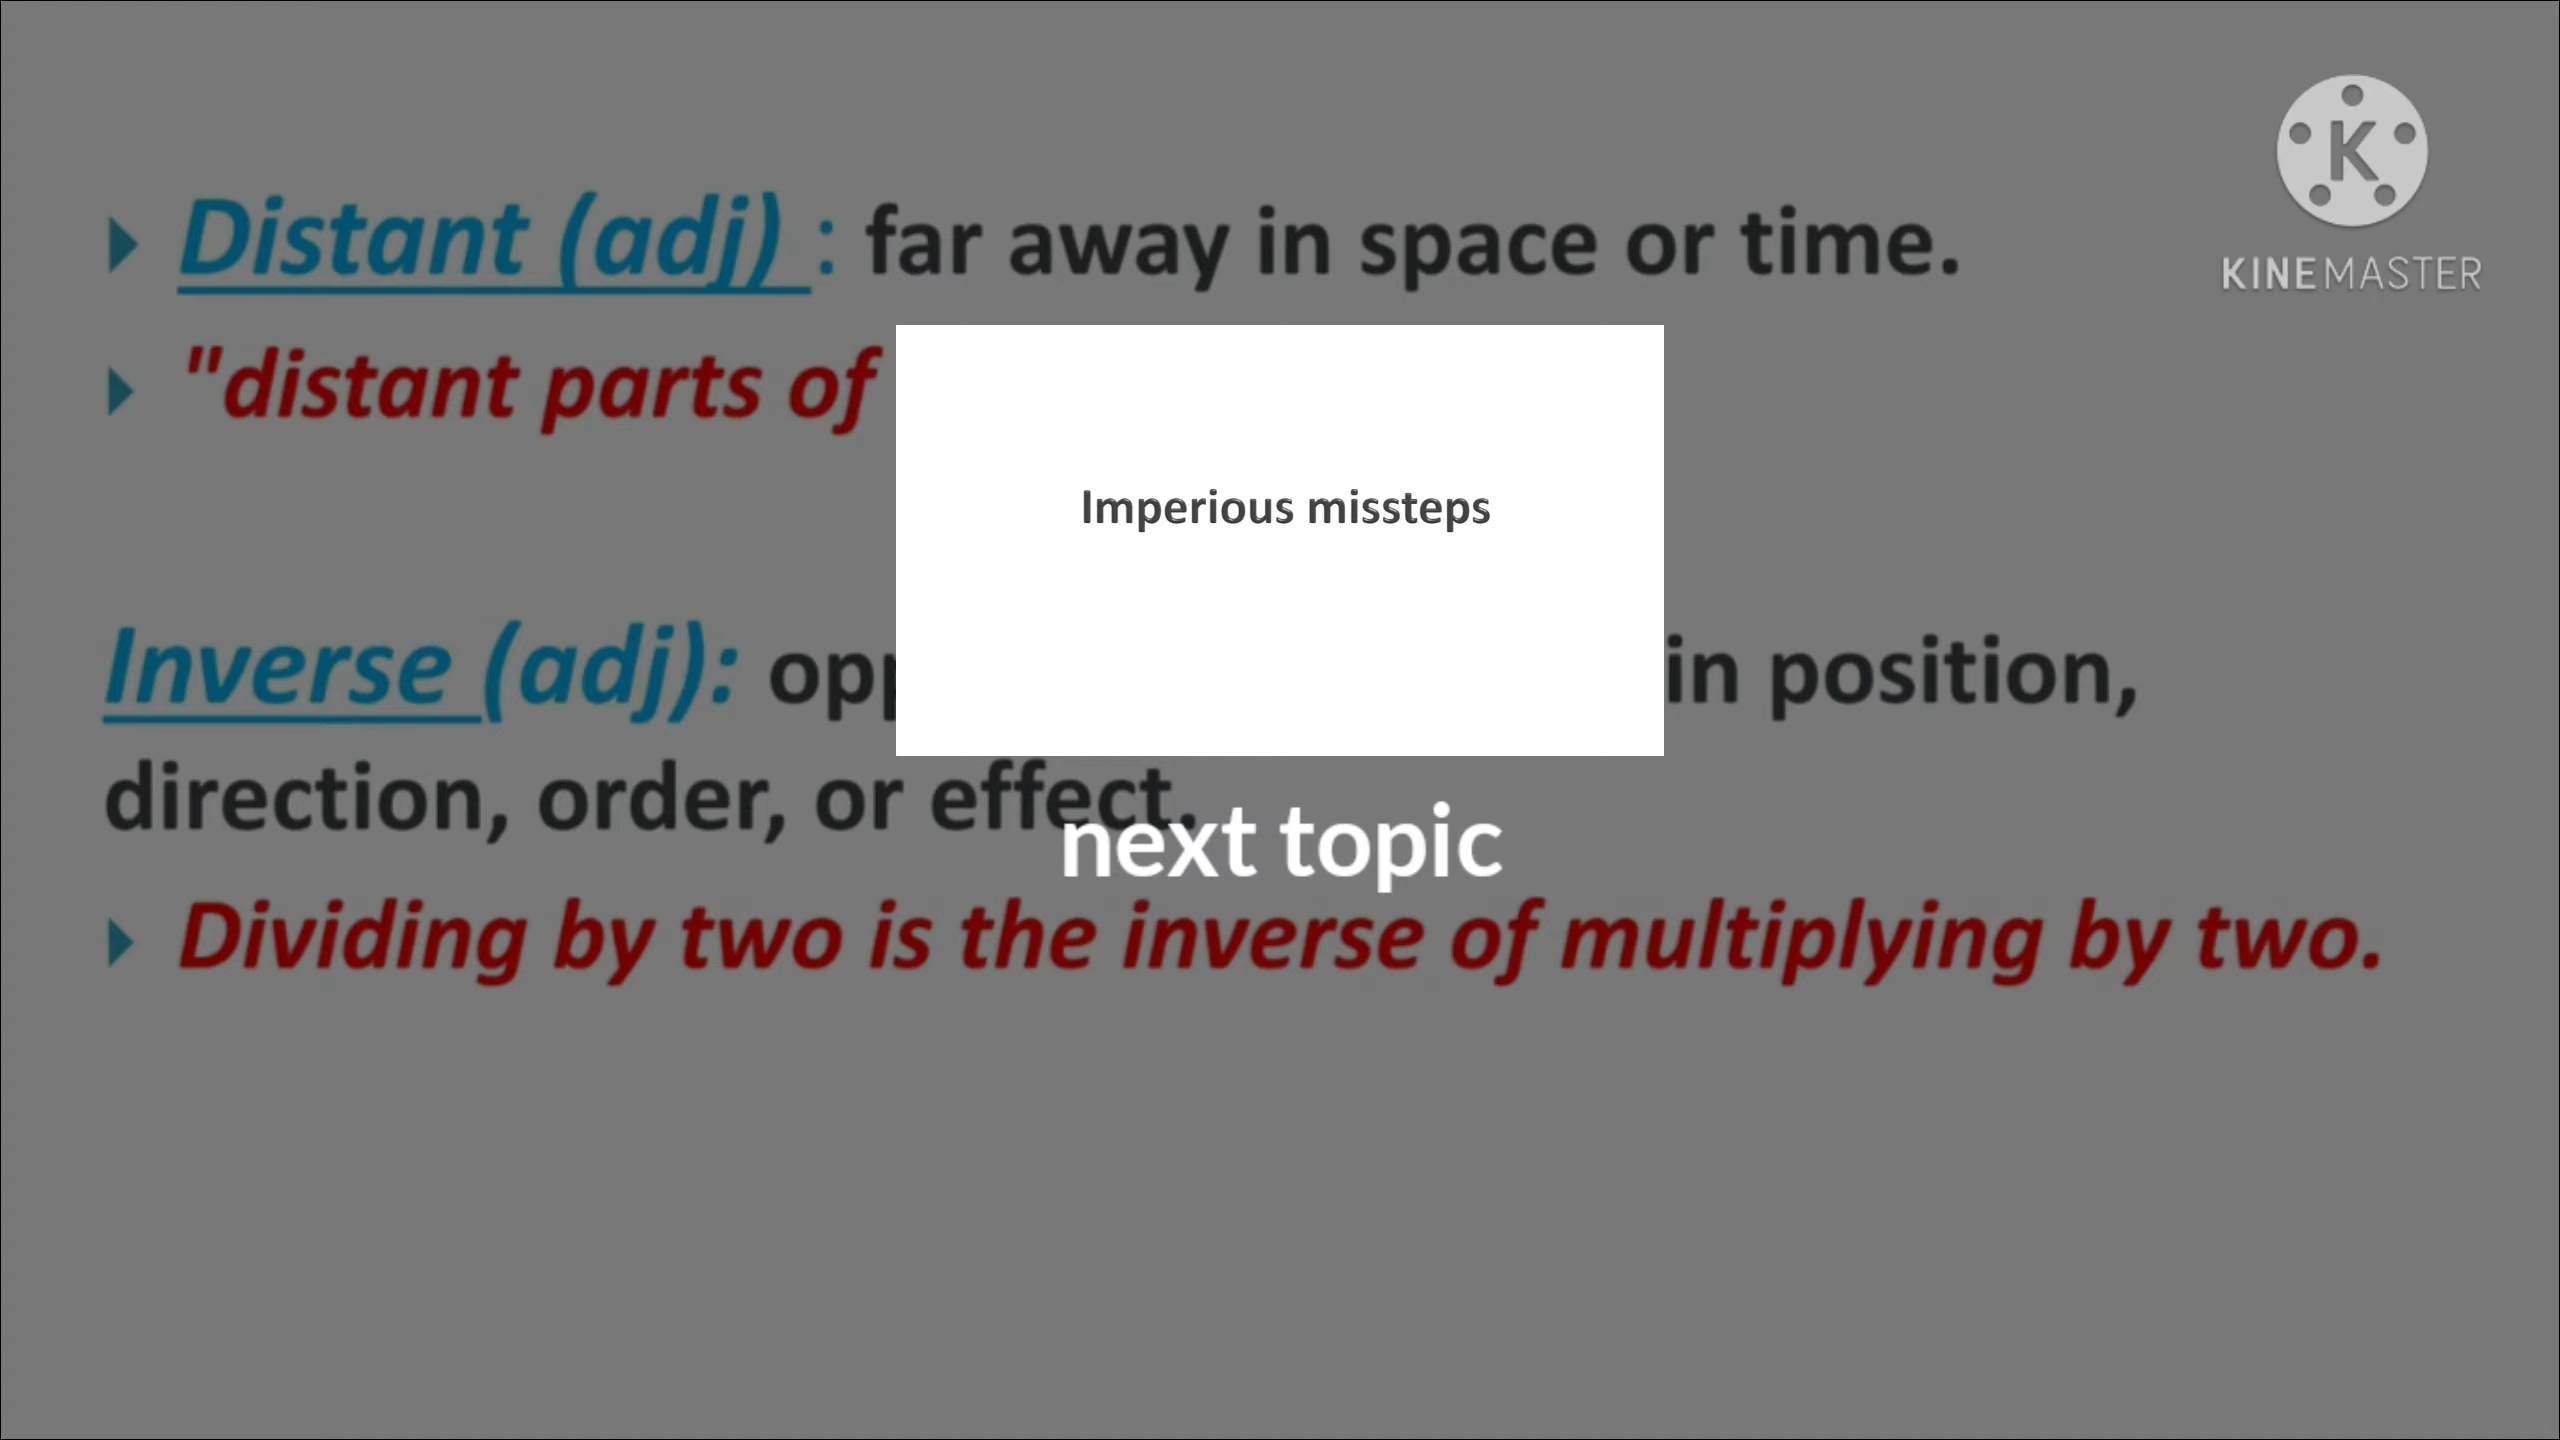 Distant (adj) : far away in space or time.
"distant parts of
Imperious missteps
Inverse (adj): in position,
direction, order, or effect.
next topic
Dividing by two is the inverse of multiplying by two.
K
KINEMASTER